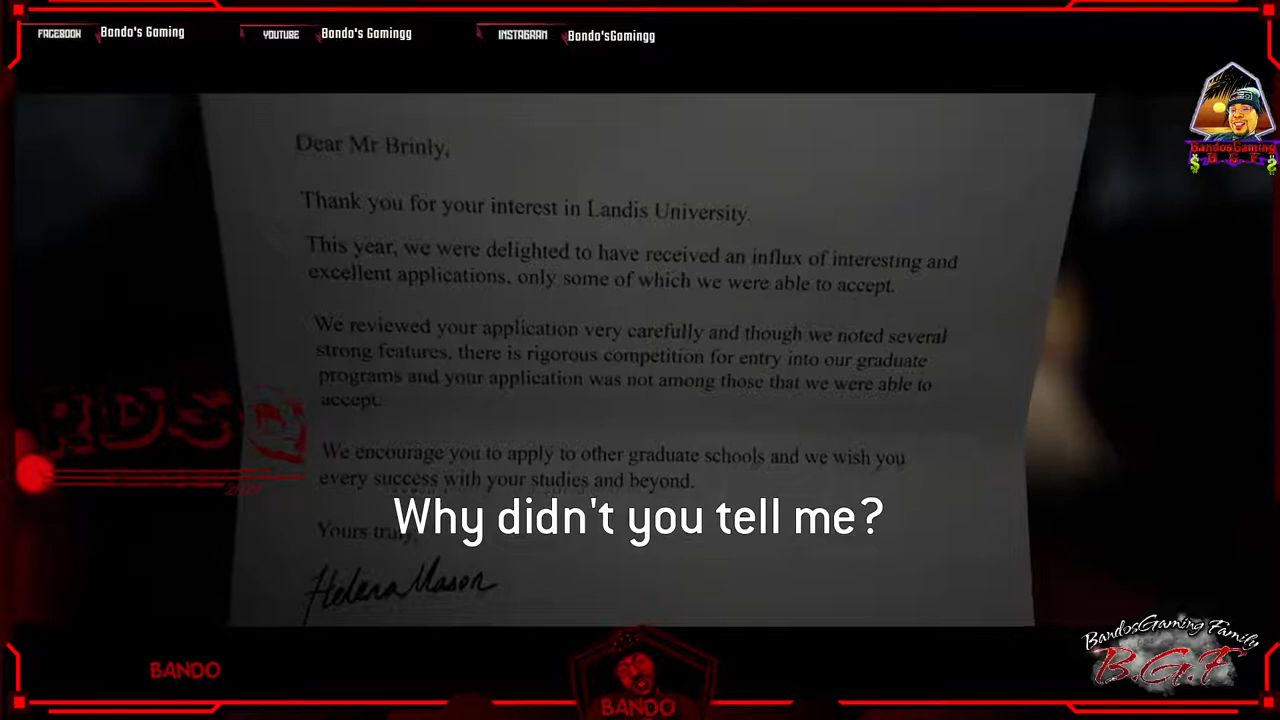 FACEBOOK Bando's Gaming YOUTUBE Bando's Gamingg INSTAGRAM Bando'sGamingg
BandosGaming
B.G.F
Dear Mr Brinly,
Thank you for your interest in Landis University.
This year, we were delighted to have received an influx of interesting and
excellent applications, only some of which we were able to accept.
We reviewed your application very carefully and though we noted several
strong features, there is rigorous competition for entry into our graduate
programs and your application was not among those that we were able to
accept.
We encourage you to apply to other graduate schools and we wish you
every success with your studies and beyond.
Why didn't you tell me?
Yours truly,
Helena Mason
BandosGaming Family
B.G.F
BANDO
BANDO